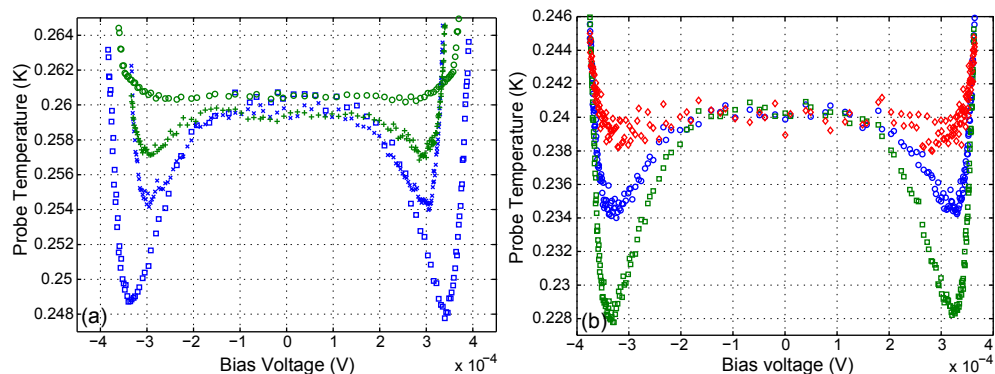 0.264
0.262
0.26
0.258
0.256
0.254
0.252
0.25
0.248
Probe Temperature (K)
(a)
−4 −3 −2 −1 0 1 2 3 4
Bias Voltage (V) x 10⁻⁴
0.246
0.244
0.242
0.24
0.238
0.236
0.234
0.232
0.23
0.228
Probe Temperature (K)
(b)
−4 −3 −2 −1 0 1 2 3 4
Bias voltage (V) x 10⁻⁴